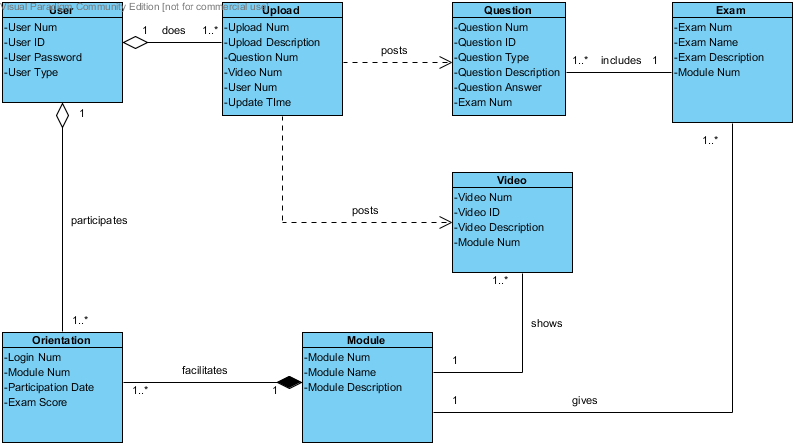 Visual Paradigm Community Edition [not for commercial use]
User
-User Num
-User ID
-User Password
-User Type
1 does 1..*
Upload
-Upload Num
-Upload Description
-Question Num
-Video Num
-User Num
-Update TIme
posts
Question
-Question Num
-Question ID
-Question Type
-Question Description
-Question Answer
-Exam Num
1..* includes 1
Exam
-Exam Num
-Exam Name
-Exam Description
-Module Num
1
participates
1..*
posts
Video
-Video Num
-Video ID
-Video Description
-Module Num
1..*
shows
1
1..*
gives
1
Orientation
-Login Num
-Module Num
-Participation Date
-Exam Score
facilitates
1..* 1
Module
-Module Num
-Module Name
-Module Description